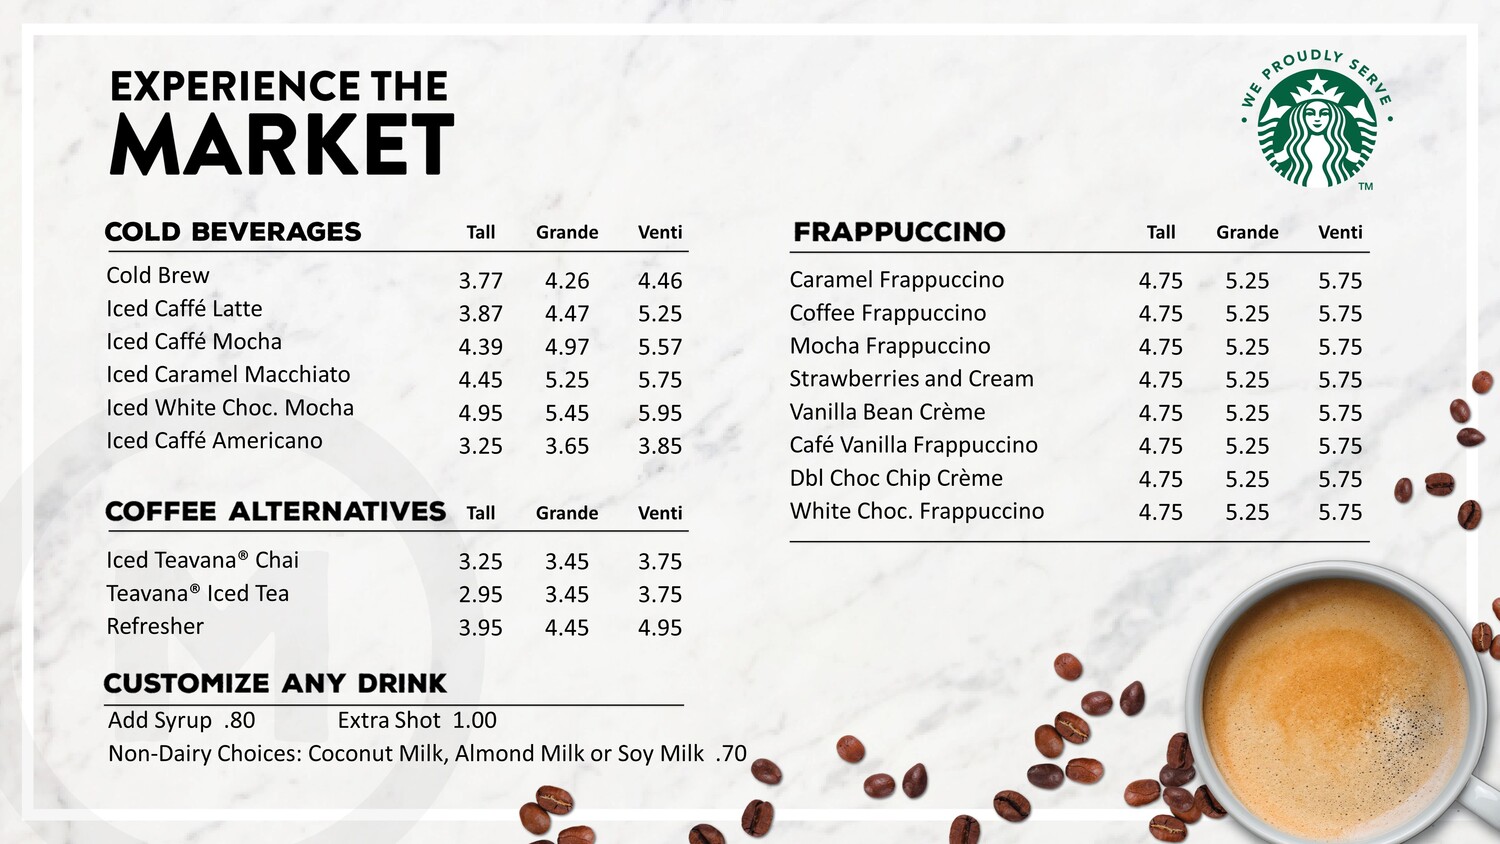 EXPERIENCE THE
MARKET
WE PROUDLY SERVE
TM
COLD BEVERAGES Tall Grande Venti
Cold Brew 3.77 4.26 4.46
Iced Caffé Latte 3.87 4.47 5.25
Iced Caffé Mocha 4.39 4.97 5.57
Iced Caramel Macchiato 4.45 5.25 5.75
Iced White Choc. Mocha 4.95 5.45 5.95
Iced Caffé Americano 3.25 3.65 3.85
COFFEE ALTERNATIVES Tall Grande Venti
Iced Teavana® Chai 3.25 3.45 3.75
Teavana® Iced Tea 2.95 3.45 3.75
Refresher 3.95 4.45 4.95
CUSTOMIZE ANY DRINK
Add Syrup .80 Extra Shot 1.00
Non-Dairy Choices: Coconut Milk, Almond Milk or Soy Milk .70
FRAPPUCCINO Tall Grande Venti
Caramel Frappuccino 4.75 5.25 5.75
Coffee Frappuccino 4.75 5.25 5.75
Mocha Frappuccino 4.75 5.25 5.75
Strawberries and Cream 4.75 5.25 5.75
Vanilla Bean Crème 4.75 5.25 5.75
Café Vanilla Frappuccino 4.75 5.25 5.75
Dbl Choc Chip Crème 4.75 5.25 5.75
White Choc. Frappuccino 4.75 5.25 5.75
M